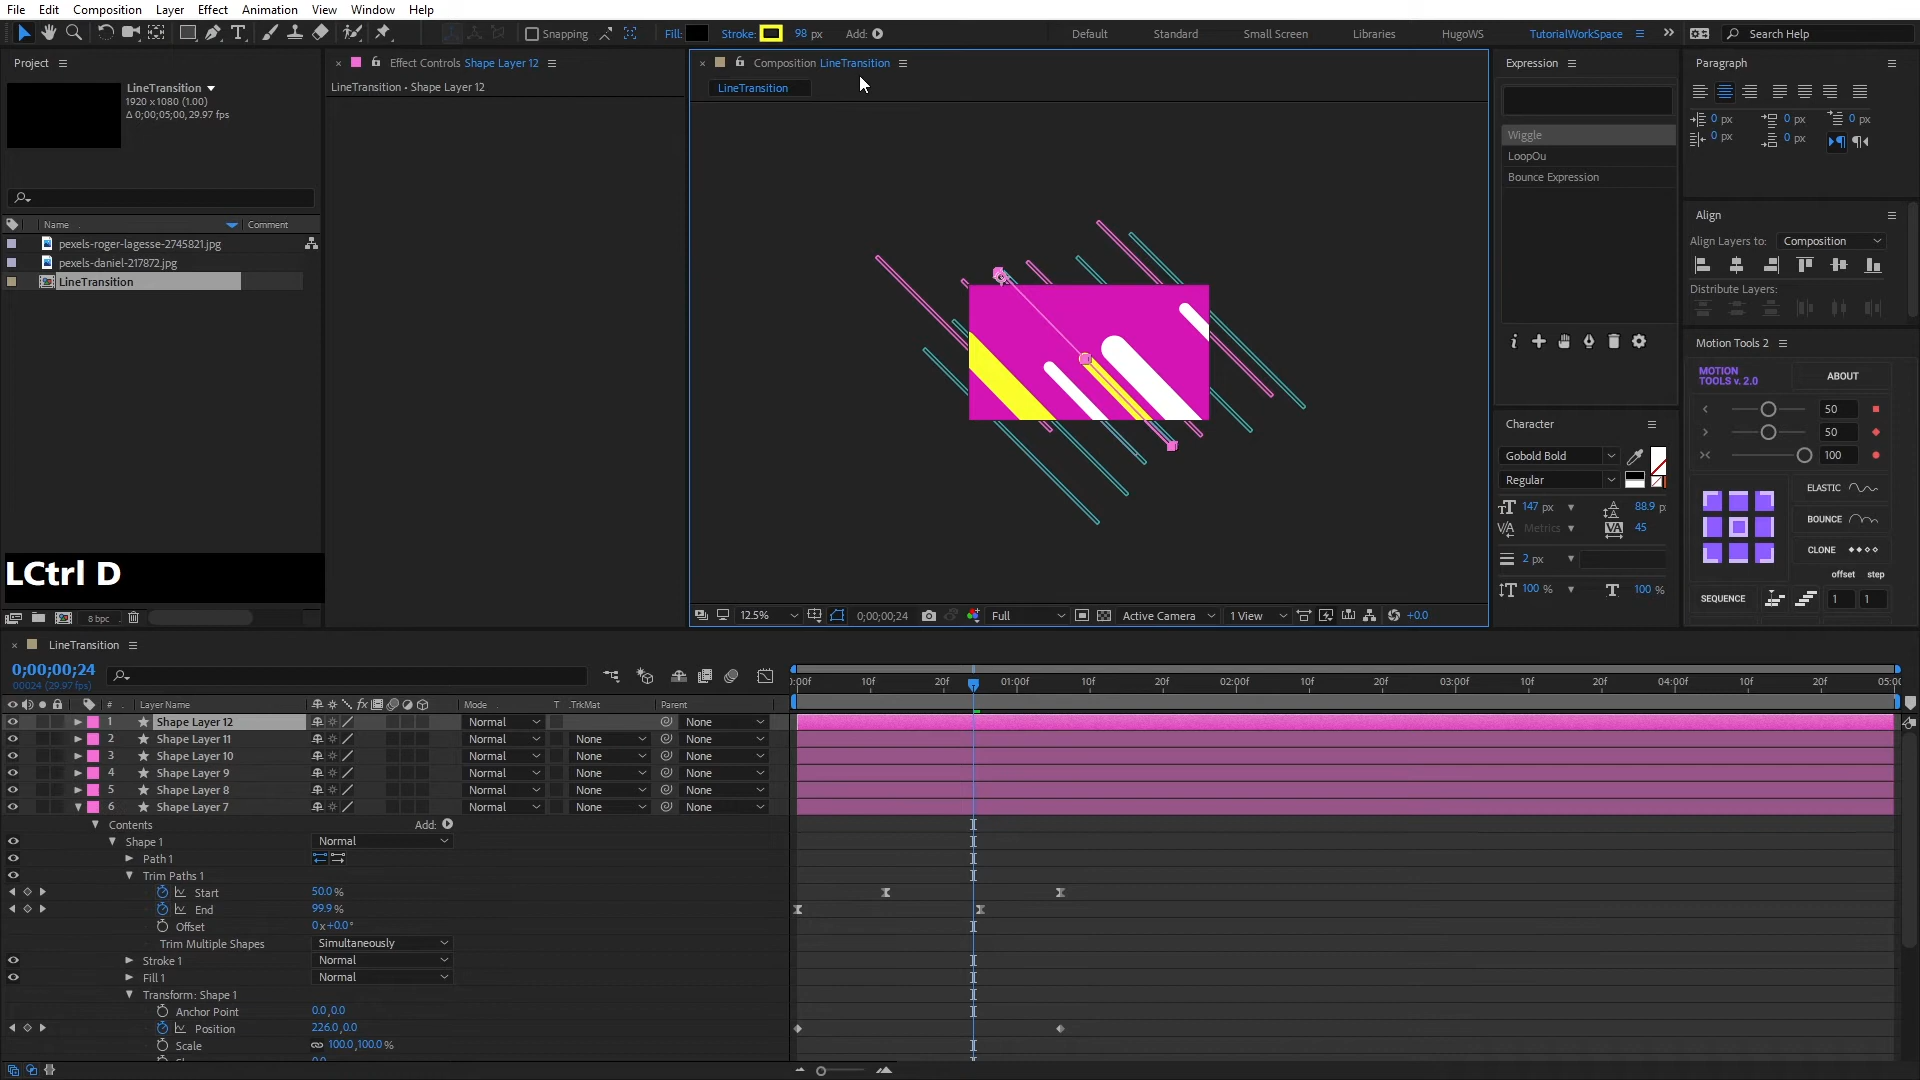 File Edit Composition Layer Effect Animation View Window Help
Snapping Fill: Stroke: 98 px Add: Default Standard Small Screen Libraries HugoWS TutorialWorkSpace Search Help
Project
LineTransition
1920 x 1080 (1.00)
Δ 0;00;05;00, 29.97 fps
Name Comment
pexels-roger-lagesse-2745821.jpg
pexels-daniel-217872.jpg
LineTransition
LCtrl D
8 bpc
Effect Controls Shape Layer 12
LineTransition • Shape Layer 12
Composition LineTransition
LineTransition
12.5% 0;00;00;24 Full Active Camera 1 View +0.0
Expression
Wiggle
LoopOu
Bounce Expression
Character
Gobold Bold
Regular
147 px 88.9 p
Metrics 45
2 px
100 % 100 %
Paragraph
0 px 0 px 0 px
0 px 0 px
Align
Align Layers to: Composition
Distribute Layers:
Motion Tools 2
MOTION TOOLS v. 2.0 ABOUT
50
50
100
ELASTIC
BOUNCE
CLONE
offset step
SEQUENCE 1 1
LineTransition
0;00;00;24
00024 (29.97 fps)
:00f 10f 20f 01:00f 10f 20f 02:00f 10f 20f 03:00f 10f 20f 04:00f 10f 20f 05:00
# Layer Name Mode T .TrkMat Parent
1 Shape Layer 12 Normal None
2 Shape Layer 11 Normal None None
3 Shape Layer 10 Normal None None
4 Shape Layer 9 Normal None None
5 Shape Layer 8 Normal None None
6 Shape Layer 7 Normal None None
Contents Add:
Shape 1 Normal
Path 1
Trim Paths 1
Start 50.0 %
End 99.9 %
Offset 0x+0.0°
Trim Multiple Shapes Simultaneously
Stroke 1 Normal
Fill 1 Normal
Transform: Shape 1
Anchor Point 0.0,0.0
Position 226.0,0.0
Scale 100.0,100.0 %